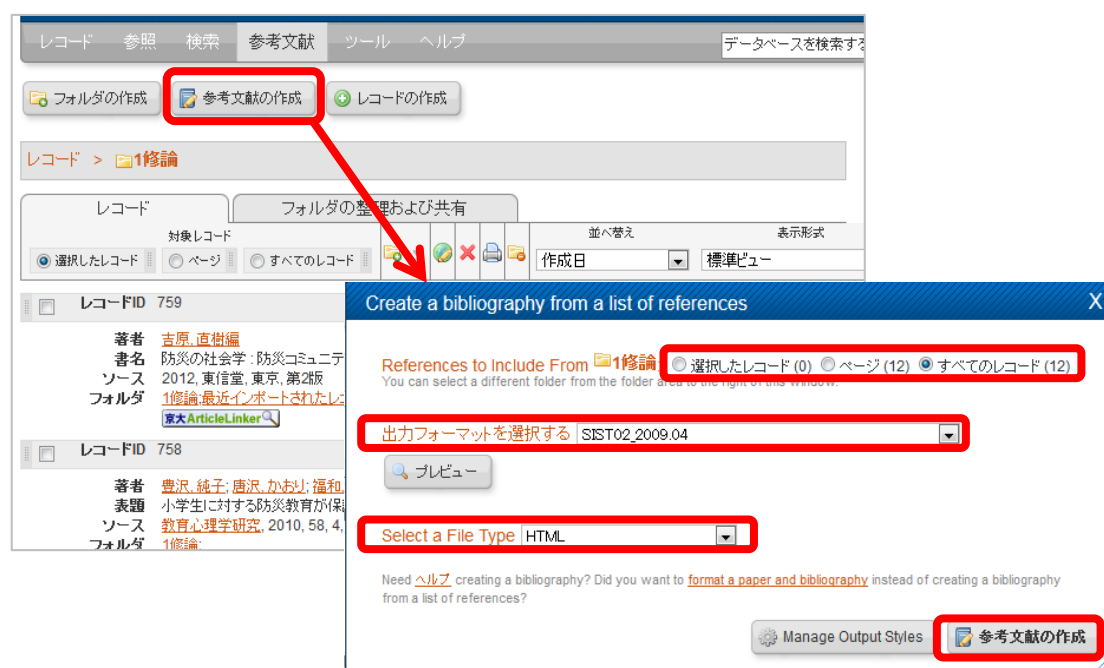 レコード 参照 検索 参考文献 ツール ヘルプ データベースを検索する
フォルダの作成 参考文献の作成 レコードの作成
レコード > 1修論
レコード フォルダの整理および共有
対象レコード 並べ替え 表示形式
選択したレコード ページ すべてのレコード 作成日 標準ビュー
レコードID 759
著者 吉原,直樹編
書名 防災の社会学:防災コミュニテ
ソース 2012, 東信堂, 東京, 第2版
フォルダ 1修論;最近インポートされたレコ
京大ArticleLinker
レコードID 758
著者 豊沢,純子; 唐沢,かおり; 福和,
表題 小学生に対する防災教育が保
ソース 教育心理学研究, 2010, 58, 4,
フォルダ 1修論;
Create a bibliography from a list of references X
References to Include From 1修論: 選択したレコード (0) ページ (12) すべてのレコード (12)
You can select a different folder from the folder area to the right of this window.
出力フォーマットを選択する SIST02_2009.04
プレビュー
Select a File Type HTML
Need ヘルプ creating a bibliography? Did you want to format a paper and bibliography instead of creating a bibliography
from a list of references?
Manage Output Styles 参考文献の作成